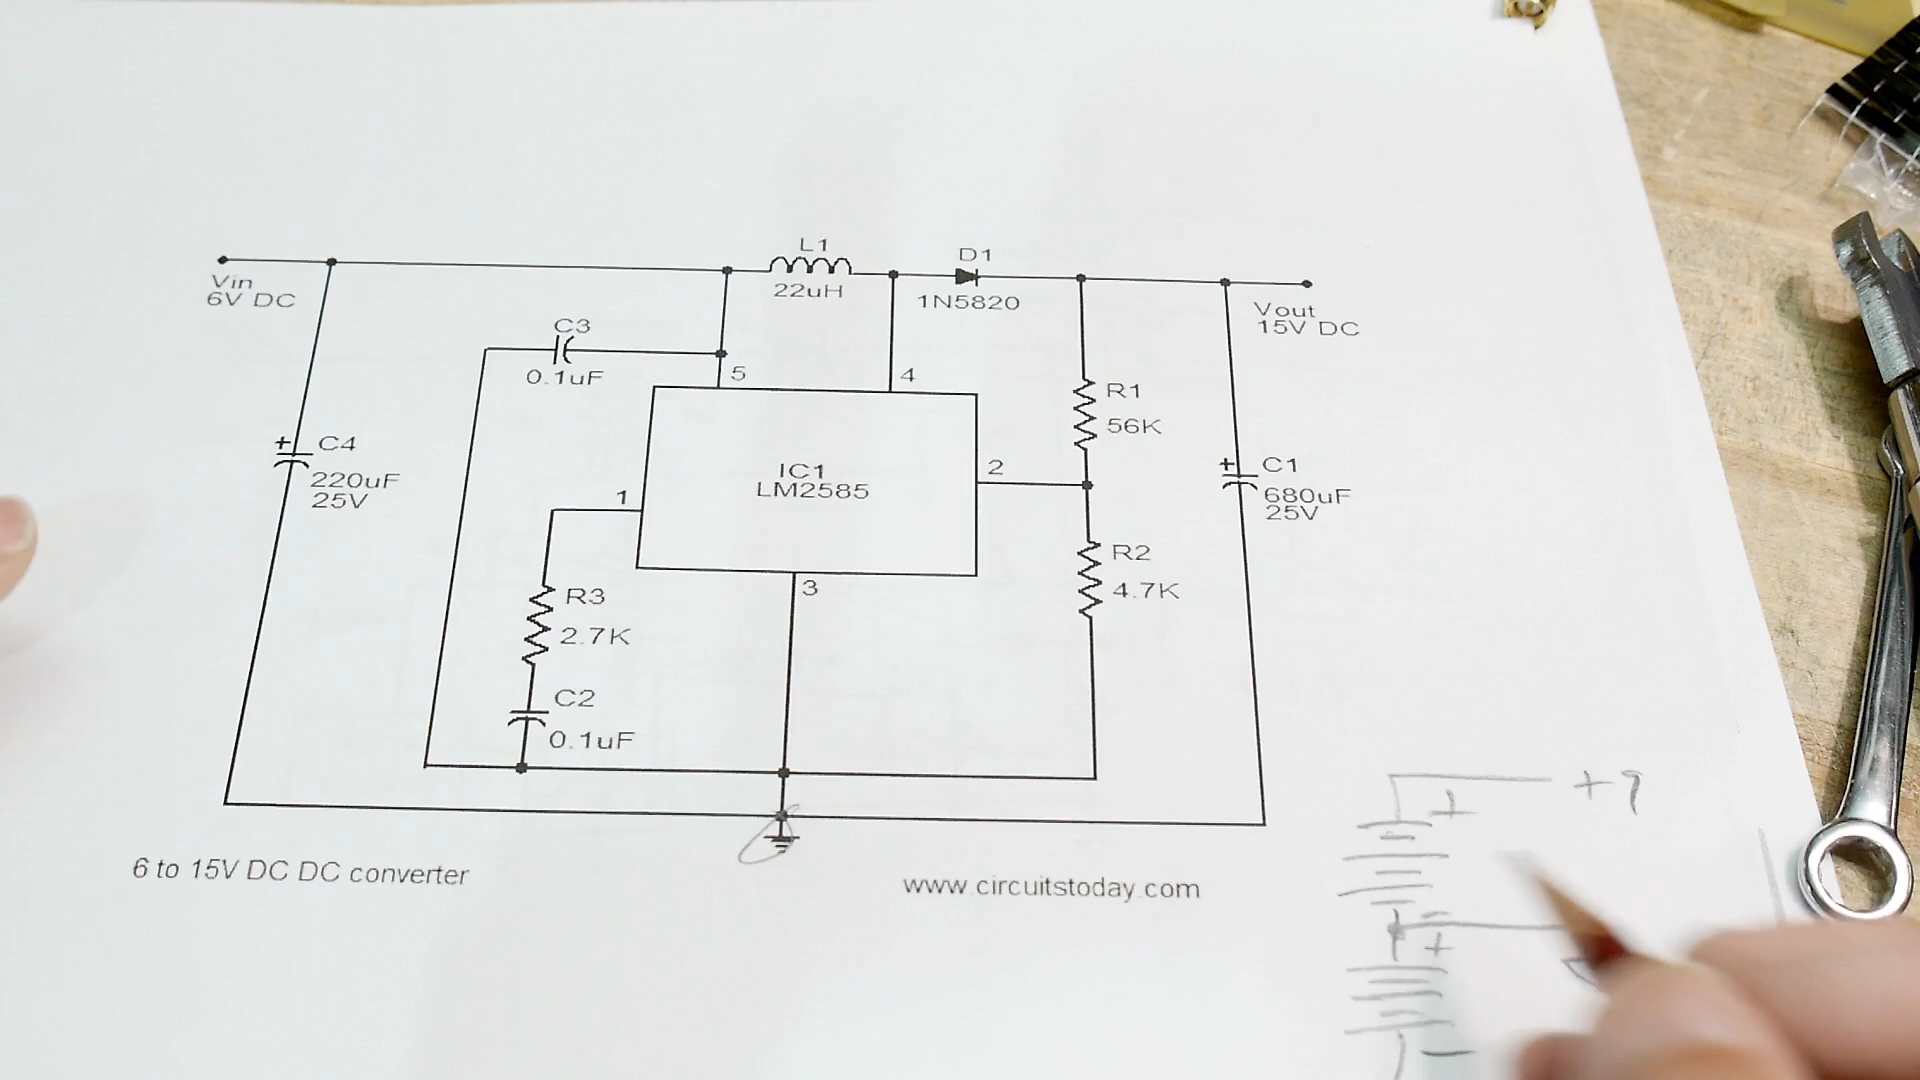 L1
D1
22uH
1N5820
Vin
6V DC
Vout
15V DC
C3
0.1uF
5
4
R1
56K
+ C4
220uF
25V
IC1
LM2585
2
1
+ C1
680uF
25V
R2
4.7K
3
R3
2.7K
C2
0.1uF
+9
+
6 to 15V DC DC converter
www.circuitstoday.com
-
+
-